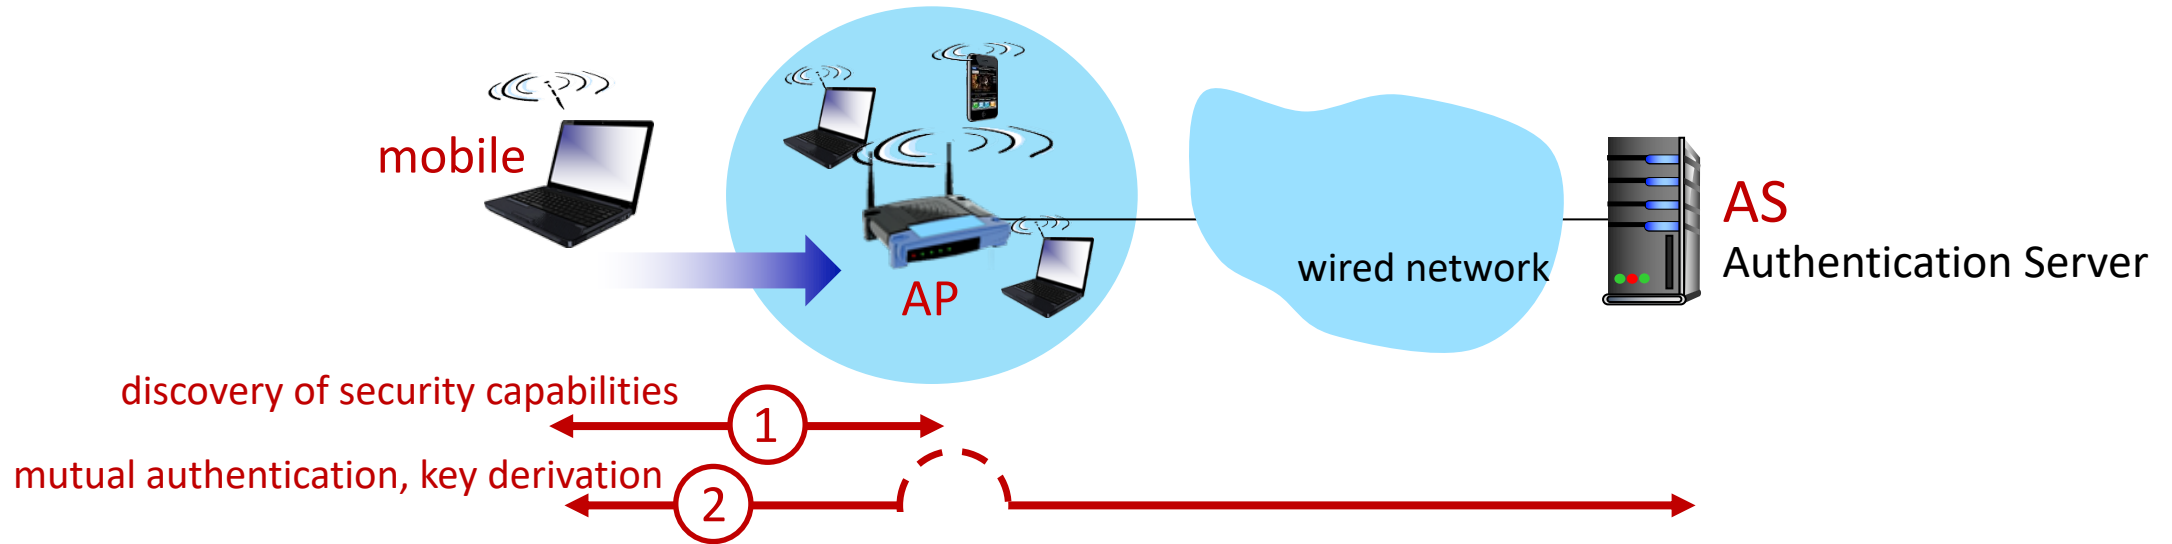 mobile
AP
wired network
AS
Authentication Server
discovery of security capabilities
1
mutual authentication, key derivation
2